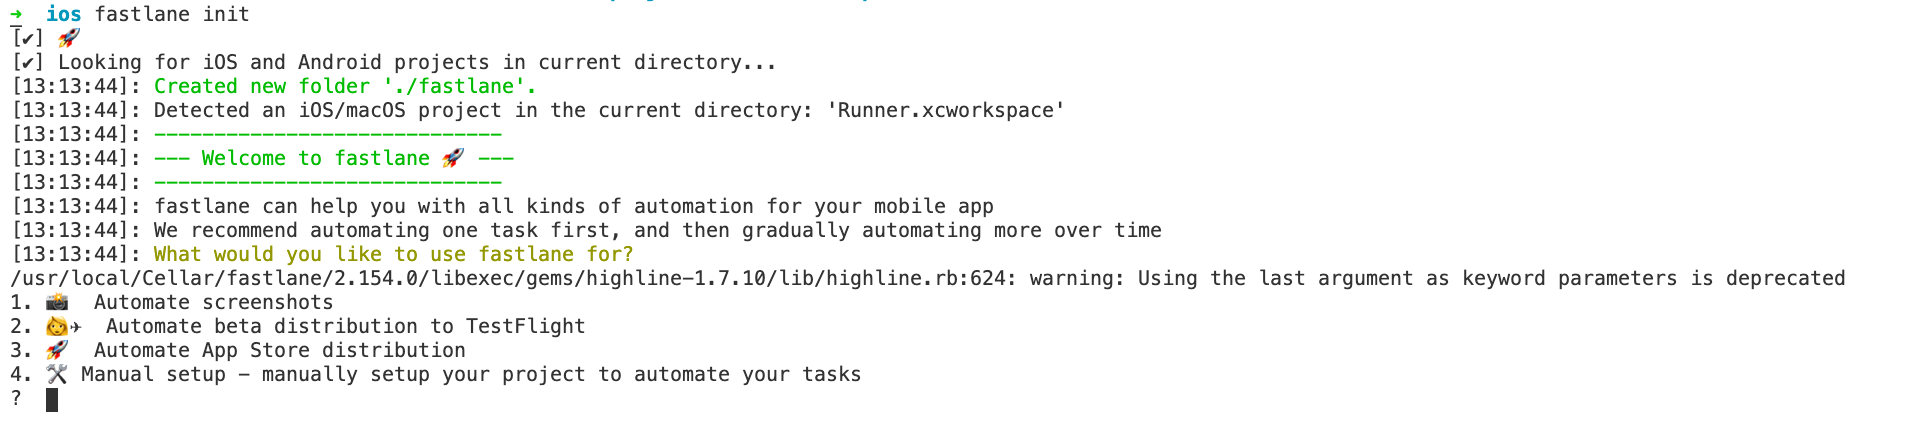 ➜  ios fastlane init
[✔] 🚀
[✔] Looking for iOS and Android projects in current directory...
[13:13:44]: Created new folder './fastlane'.
[13:13:44]: Detected an iOS/macOS project in the current directory: 'Runner.xcworkspace'
[13:13:44]: -----------------------------
[13:13:44]: --- Welcome to fastlane 🚀 ---
[13:13:44]: -----------------------------
[13:13:44]: fastlane can help you with all kinds of automation for your mobile app
[13:13:44]: We recommend automating one task first, and then gradually automating more over time
[13:13:44]: What would you like to use fastlane for?
/usr/local/Cellar/fastlane/2.154.0/libexec/gems/highline-1.7.10/lib/highline.rb:624: warning: Using the last argument as keyword parameters is deprecated
1. 📸  Automate screenshots
2. 👩‍✈️  Automate beta distribution to TestFlight
3. 🚀  Automate App Store distribution
4. 🛠 Manual setup - manually setup your project to automate your tasks
?